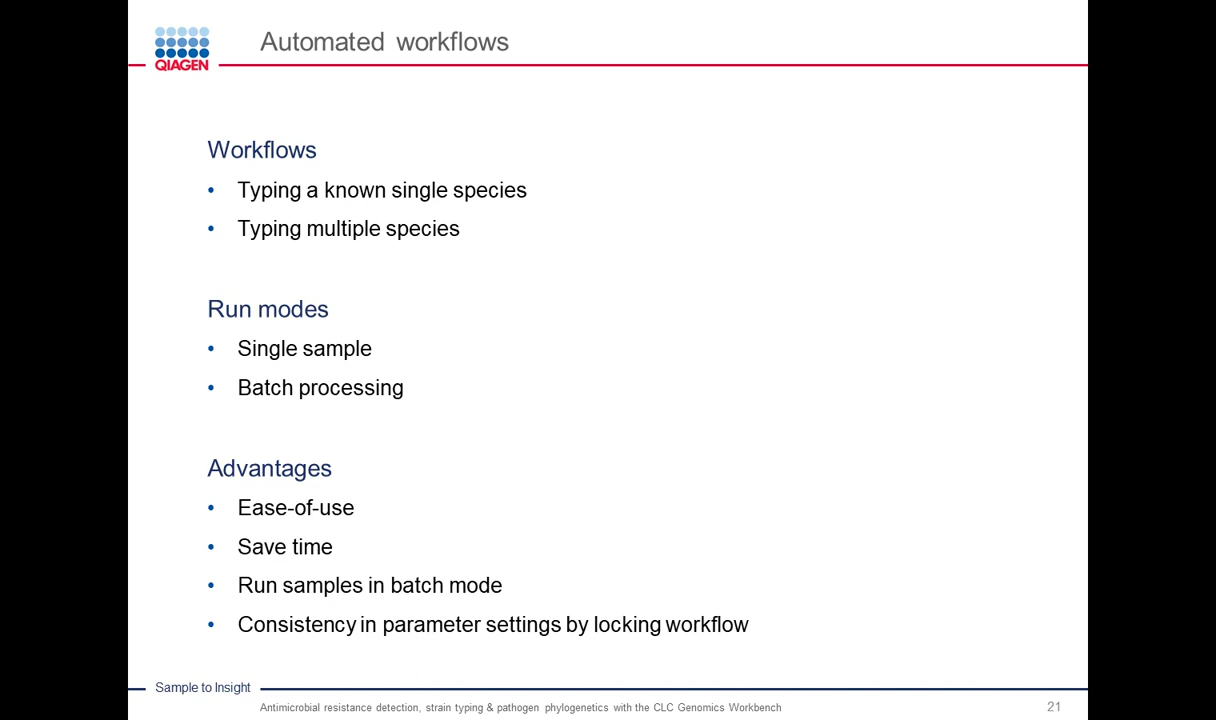 QIAGEN
Automated workflows
Workflows
• Typing a known single species
• Typing multiple species
Run modes
• Single sample
• Batch processing
Advantages
• Ease-of-use
• Save time
• Run samples in batch mode
• Consistency in parameter settings by locking workflow
Sample to Insight
Antimicrobial resistance detection, strain typing & pathogen phylogenetics with the CLC Genomics Workbench
21